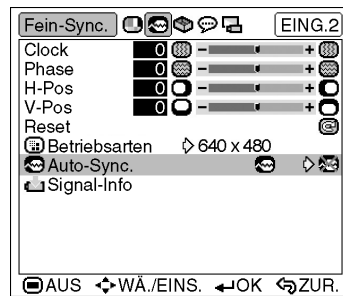 Fein-Sync. EING.2
Clock 0 - +
Phase 0 - +
H-Pos 0 - +
V-Pos 0 - +
Reset
Betriebsarten 640 x 480
Auto-Sync.
Signal-Info
AUS WÄ./EINS. OK ZUR.